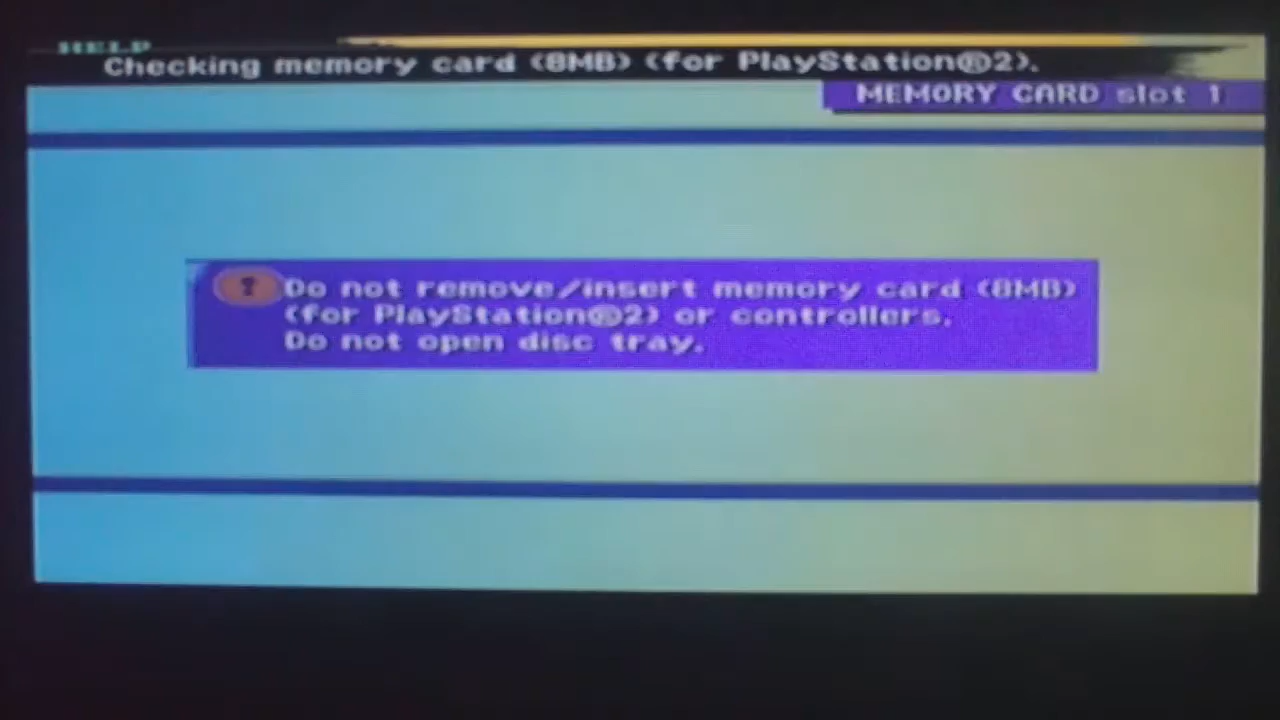 HELP
Checking memory card (8MB) (for PlayStation®2).
MEMORY CARD slot 1
! Do not remove/insert memory card (8MB)
(for PlayStation®2) or controllers.
Do not open disc tray.